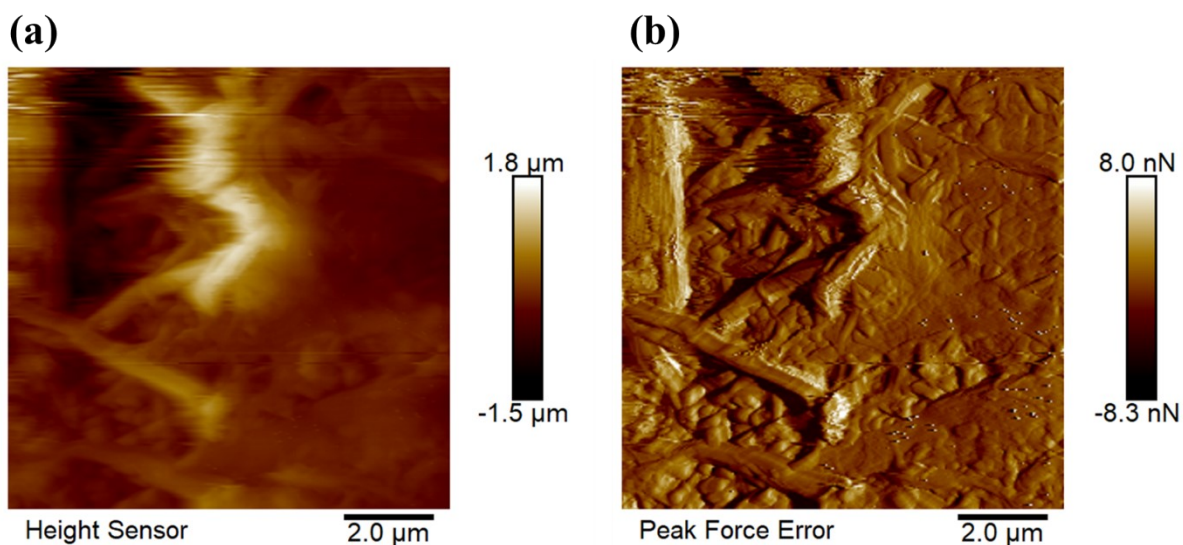 (a)
(b)
1.8 µm
-1.5 µm
Height Sensor
2.0 µm
8.0 nN
-8.3 nN
Peak Force Error
2.0 µm